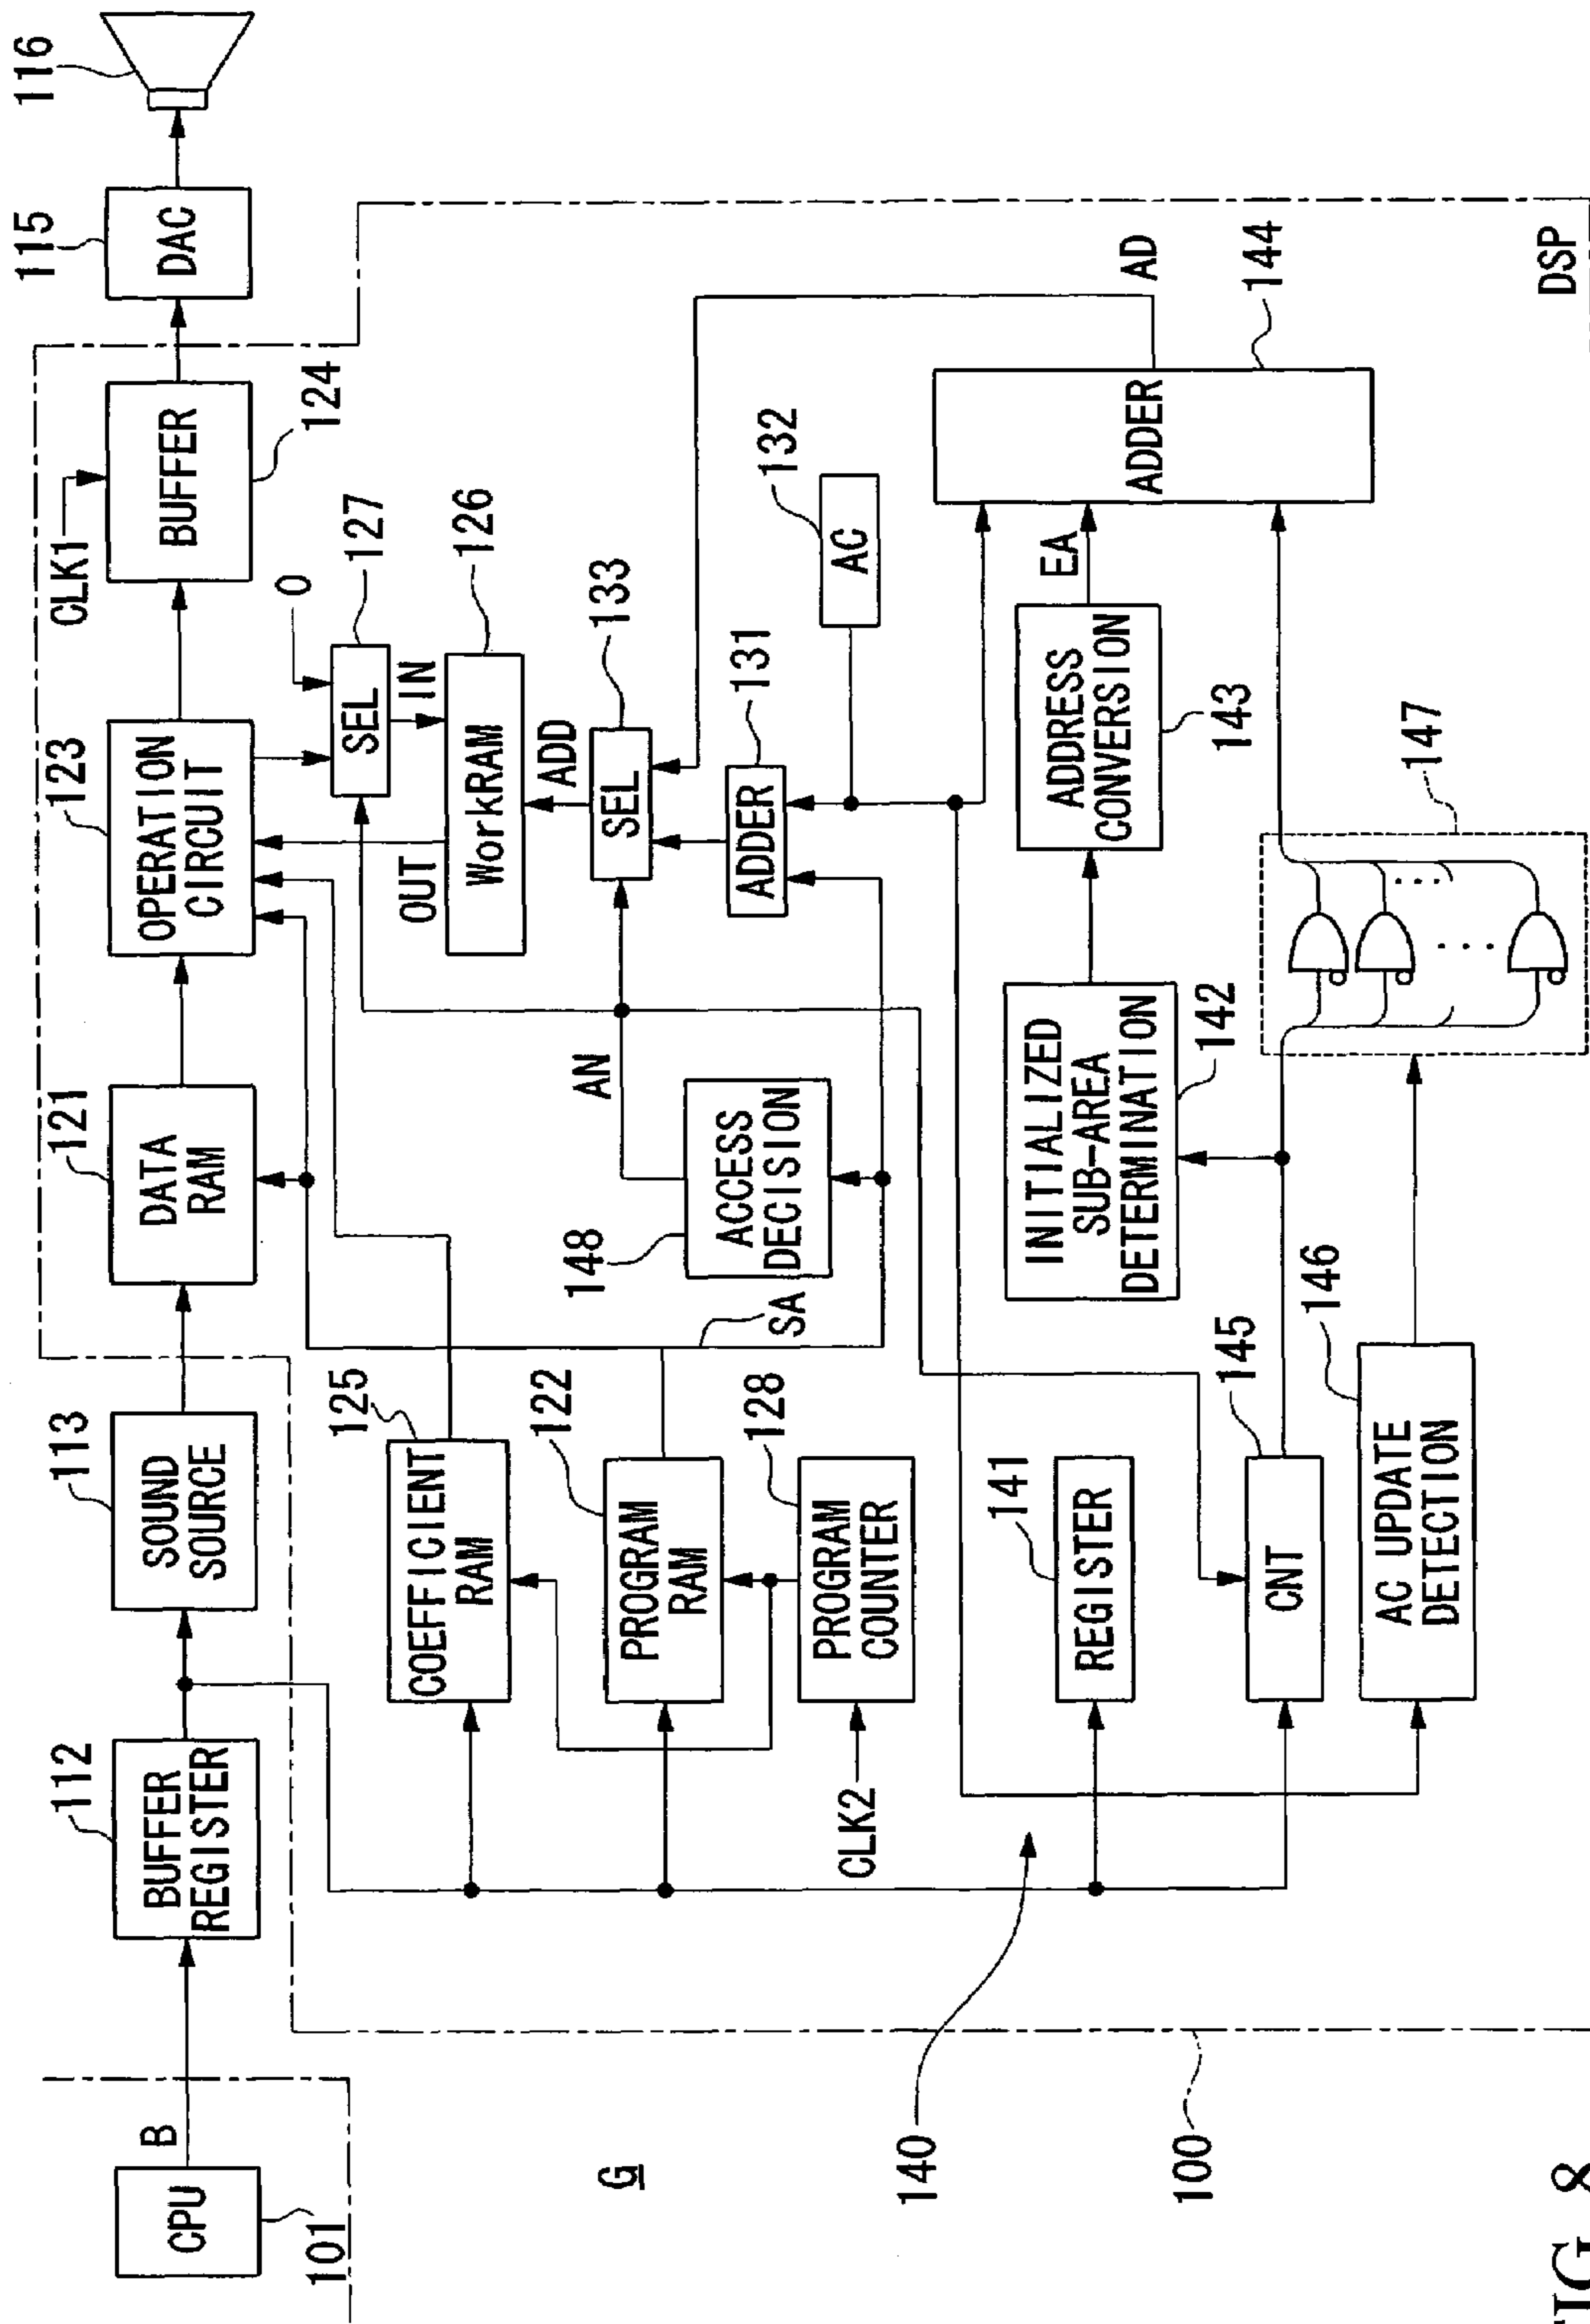 CPU
101
B
BUFFER
REGISTER
112
SOUND
SOURCE
113
DATA
RAM
121
OPERATION
CIRCUIT
123
CLK1
BUFFER
124
DAC
115
116
COEFFICIENT
RAM
125
OUT
SEL
127
0
IN
WorkRAM
126
PROGRAM
RAM
122
SA
ACCESS
DECISION
148
AN
ADD
SEL
133
PROGRAM
COUNTER
128
CLK2
ADDER
131
AC
132
AD
G
140
REGISTER
141
INITIALIZED
SUB-AREA
DETERMINATION
142
ADDRESS
CONVERSION
143
EA
ADDER
144
100
CNT
145
AC UPDATE
DETECTION
146
147
DSP
8